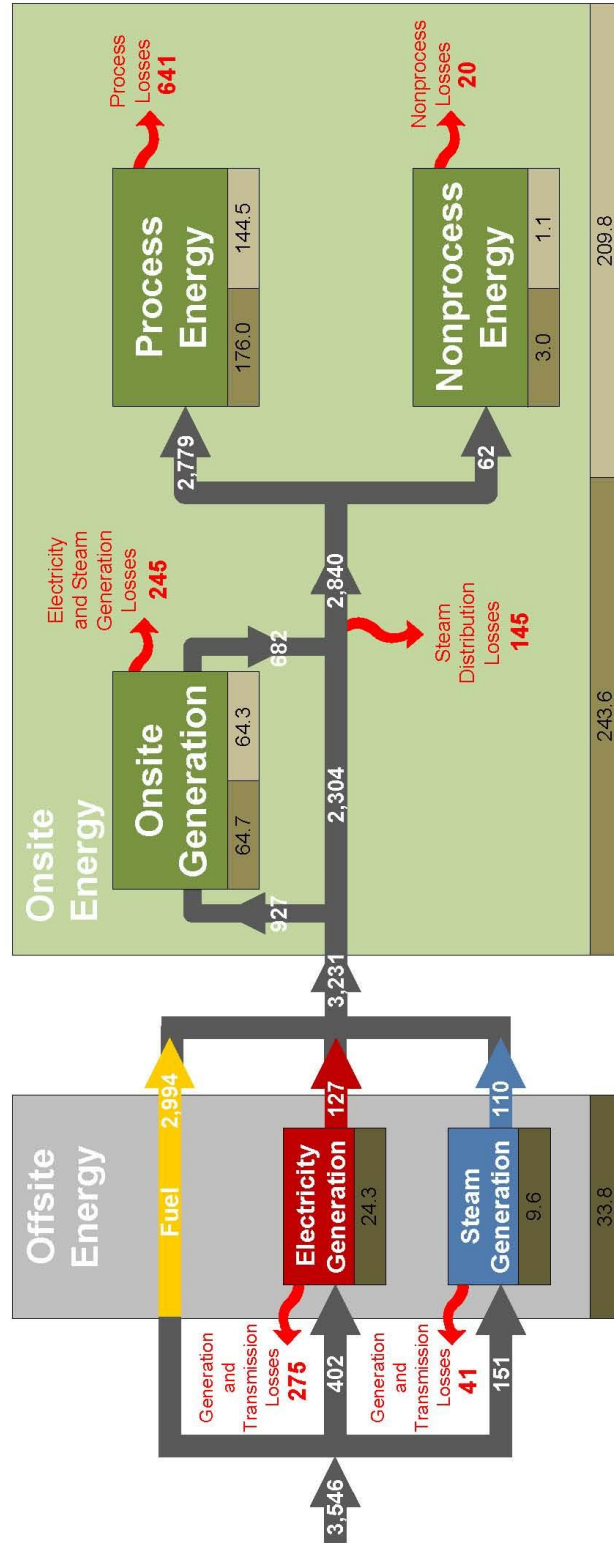 Offsite
Energy
Onsite
Energy
3,546
Fuel
2,994
Generation
and
Transmission
Losses
275
402
Electricity
Generation
24.3
127
Generation
and
Transmission
Losses
41
151
Steam
Generation
9.6
110
33.8
3,231
927
Onsite
Generation
64.7
64.3
Electricity
and Steam
Generation
Losses
245
682
2,304
Steam
Distribution
Losses
145
2,840
2,779
Process
Energy
176.0
144.5
Process
Losses
641
62
Nonprocess
Energy
3.0
1.1
Nonprocess
Losses
20
243.6
209.8